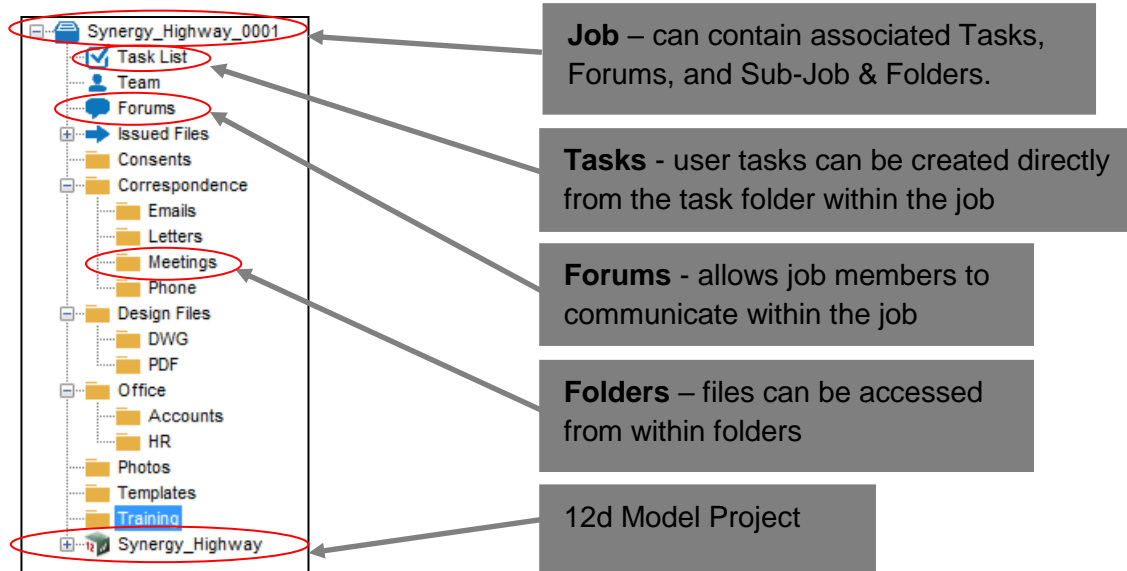 Synergy_Highway_0001
Task List
Team
Forums
Issued Files
Consents
Correspondence
Emails
Letters
Meetings
Phone
Design Files
DWG
PDF
Office
Accounts
HR
Photos
Templates
Training
12
Synergy_Highway
Job – can contain associated Tasks,
Forums, and Sub-Job & Folders.
Tasks - user tasks can be created directly
from the task folder within the job
Forums - allows job members to
communicate within the job
Folders – files can be accessed
from within folders
12d Model Project